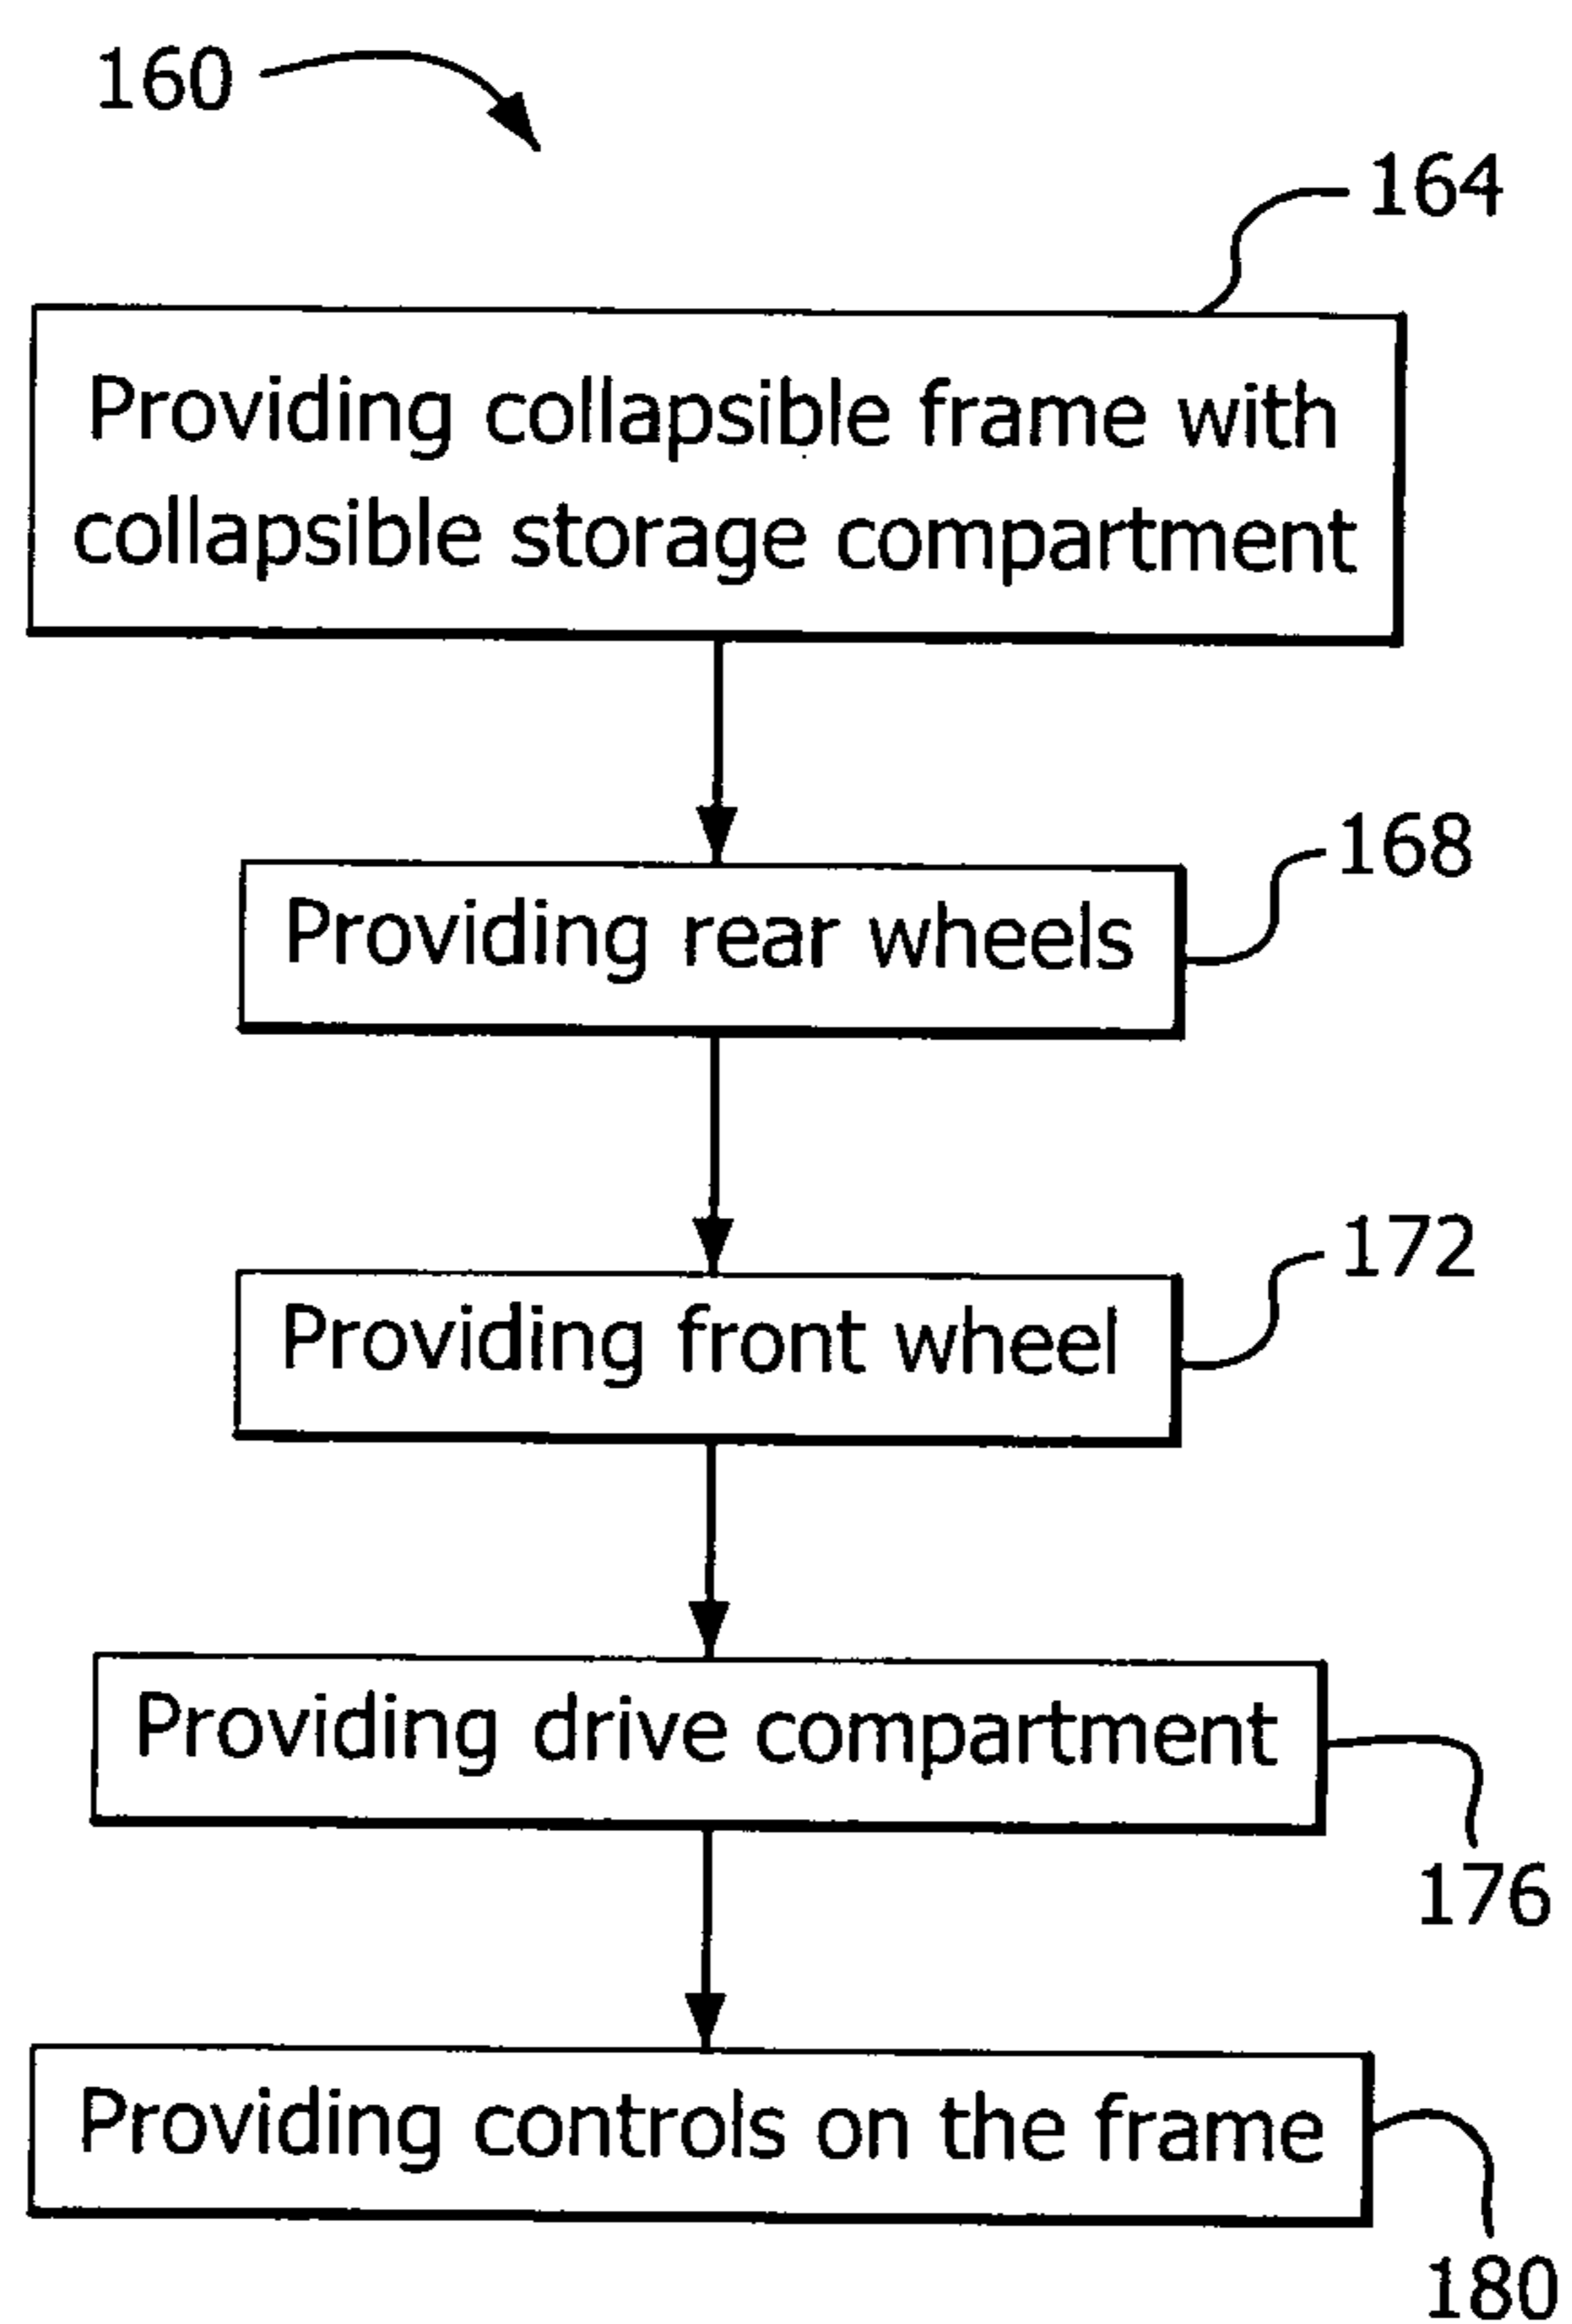 160
164
Providing collapsible frame with
collapsible storage compartment
168
Providing rear wheels
172
Providing front wheel
Providing drive compartment
176
Providing controls on the frame
180